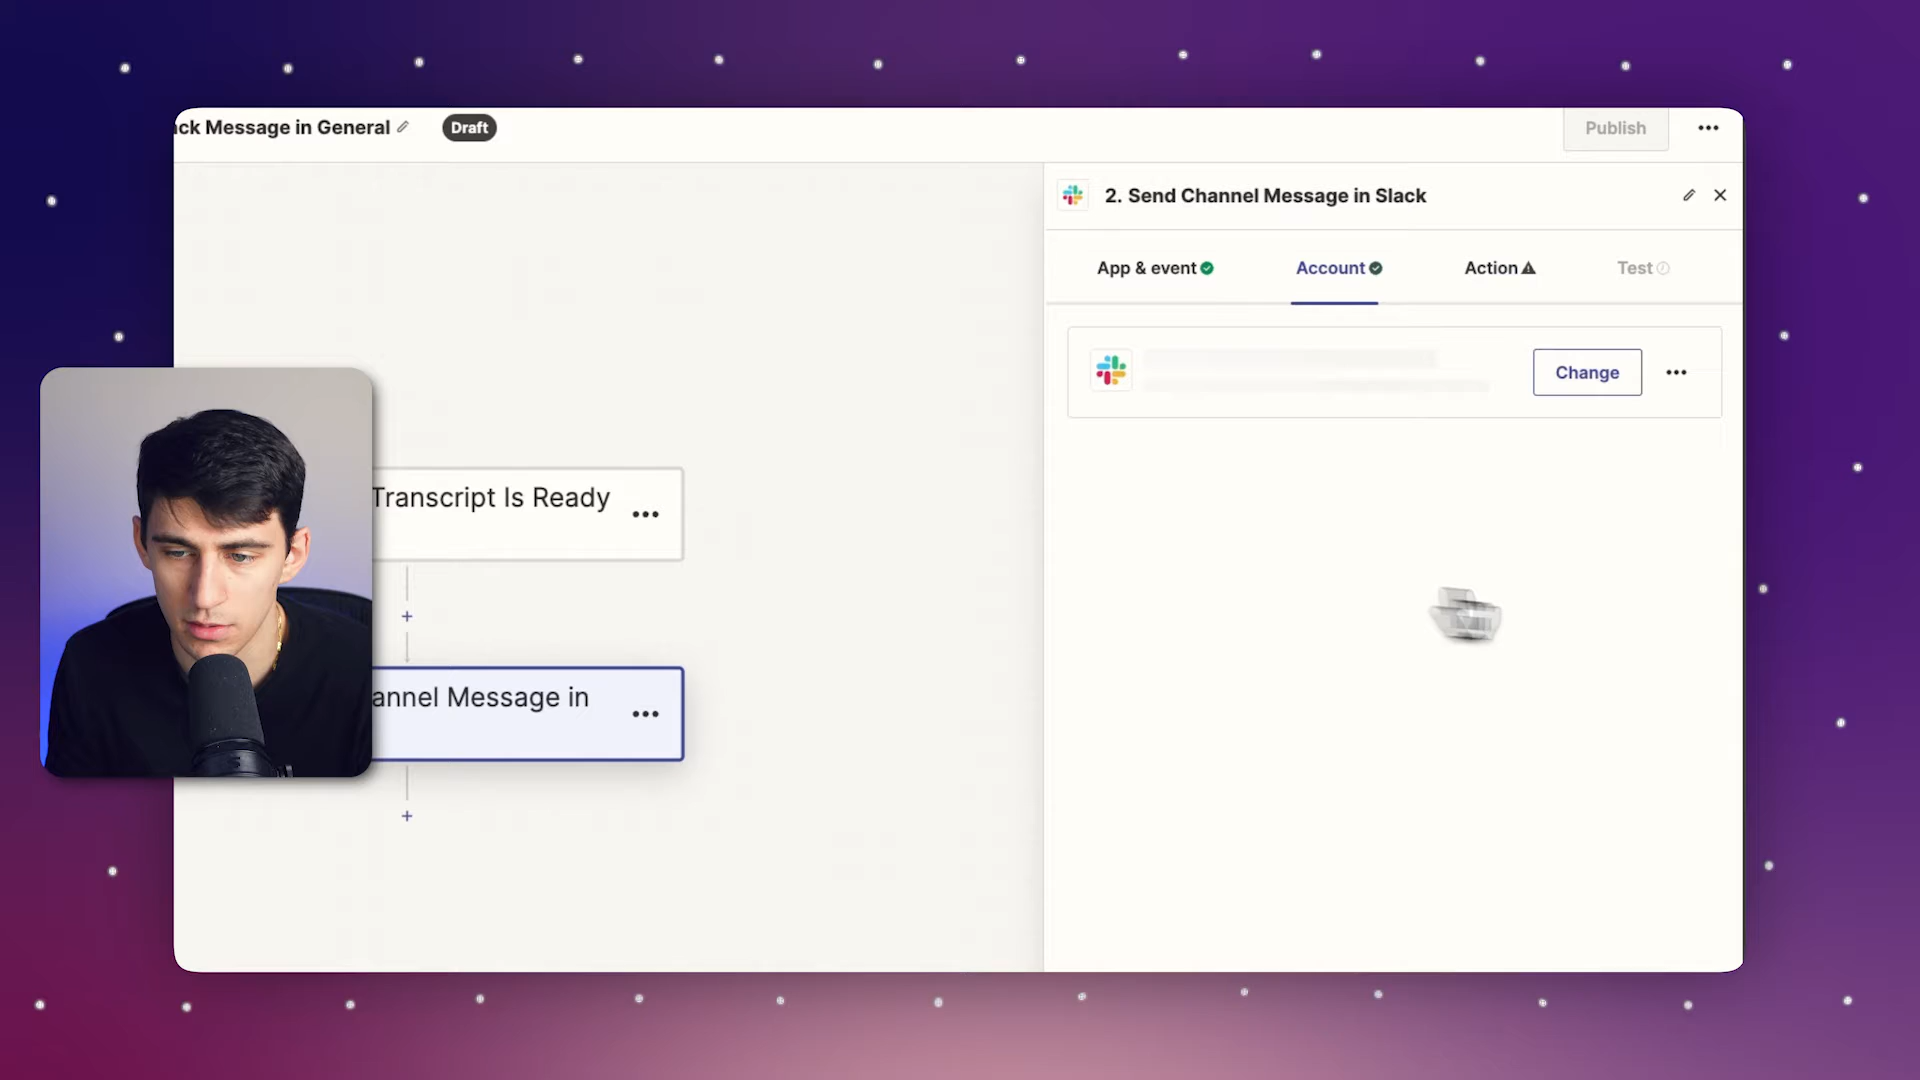 ck Message in General
Draft
Publish
2. Send Channel Message in Slack
App & event
Account
Action
Test
Change
Transcript Is Ready
annel Message in